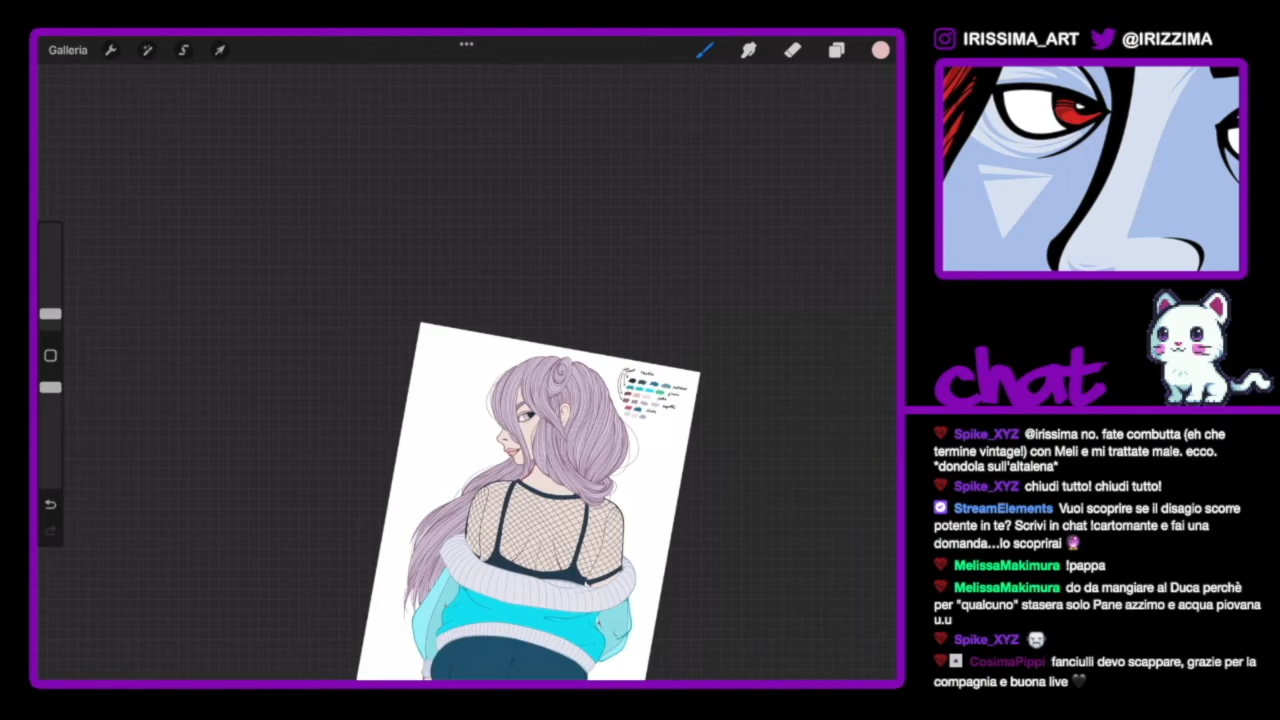 Galleria
IRISSIMA_ART @IRIZZIMA
chat
Spike_XYZ @irissima no. fate combutta (eh che
termine vintage!) con Meli e mi trattate male. ecco.
*dondola sull'altalena*
Spike_XYZ chiudi tutto! chiudi tutto!
StreamElements Vuoi scoprire se il disagio scorre
potente in te? Scrivi in chat !cartomante e fai una
domanda...lo scoprirai
MelissaMakimura !pappa
MelissaMakimura do da mangiare al Duca perchè
per "qualcuno" stasera solo Pane azzimo e acqua piovana
u.u
Spike_XYZ
CosimaPippi fanciulli devo scappare, grazie per la
compagnia e buona live